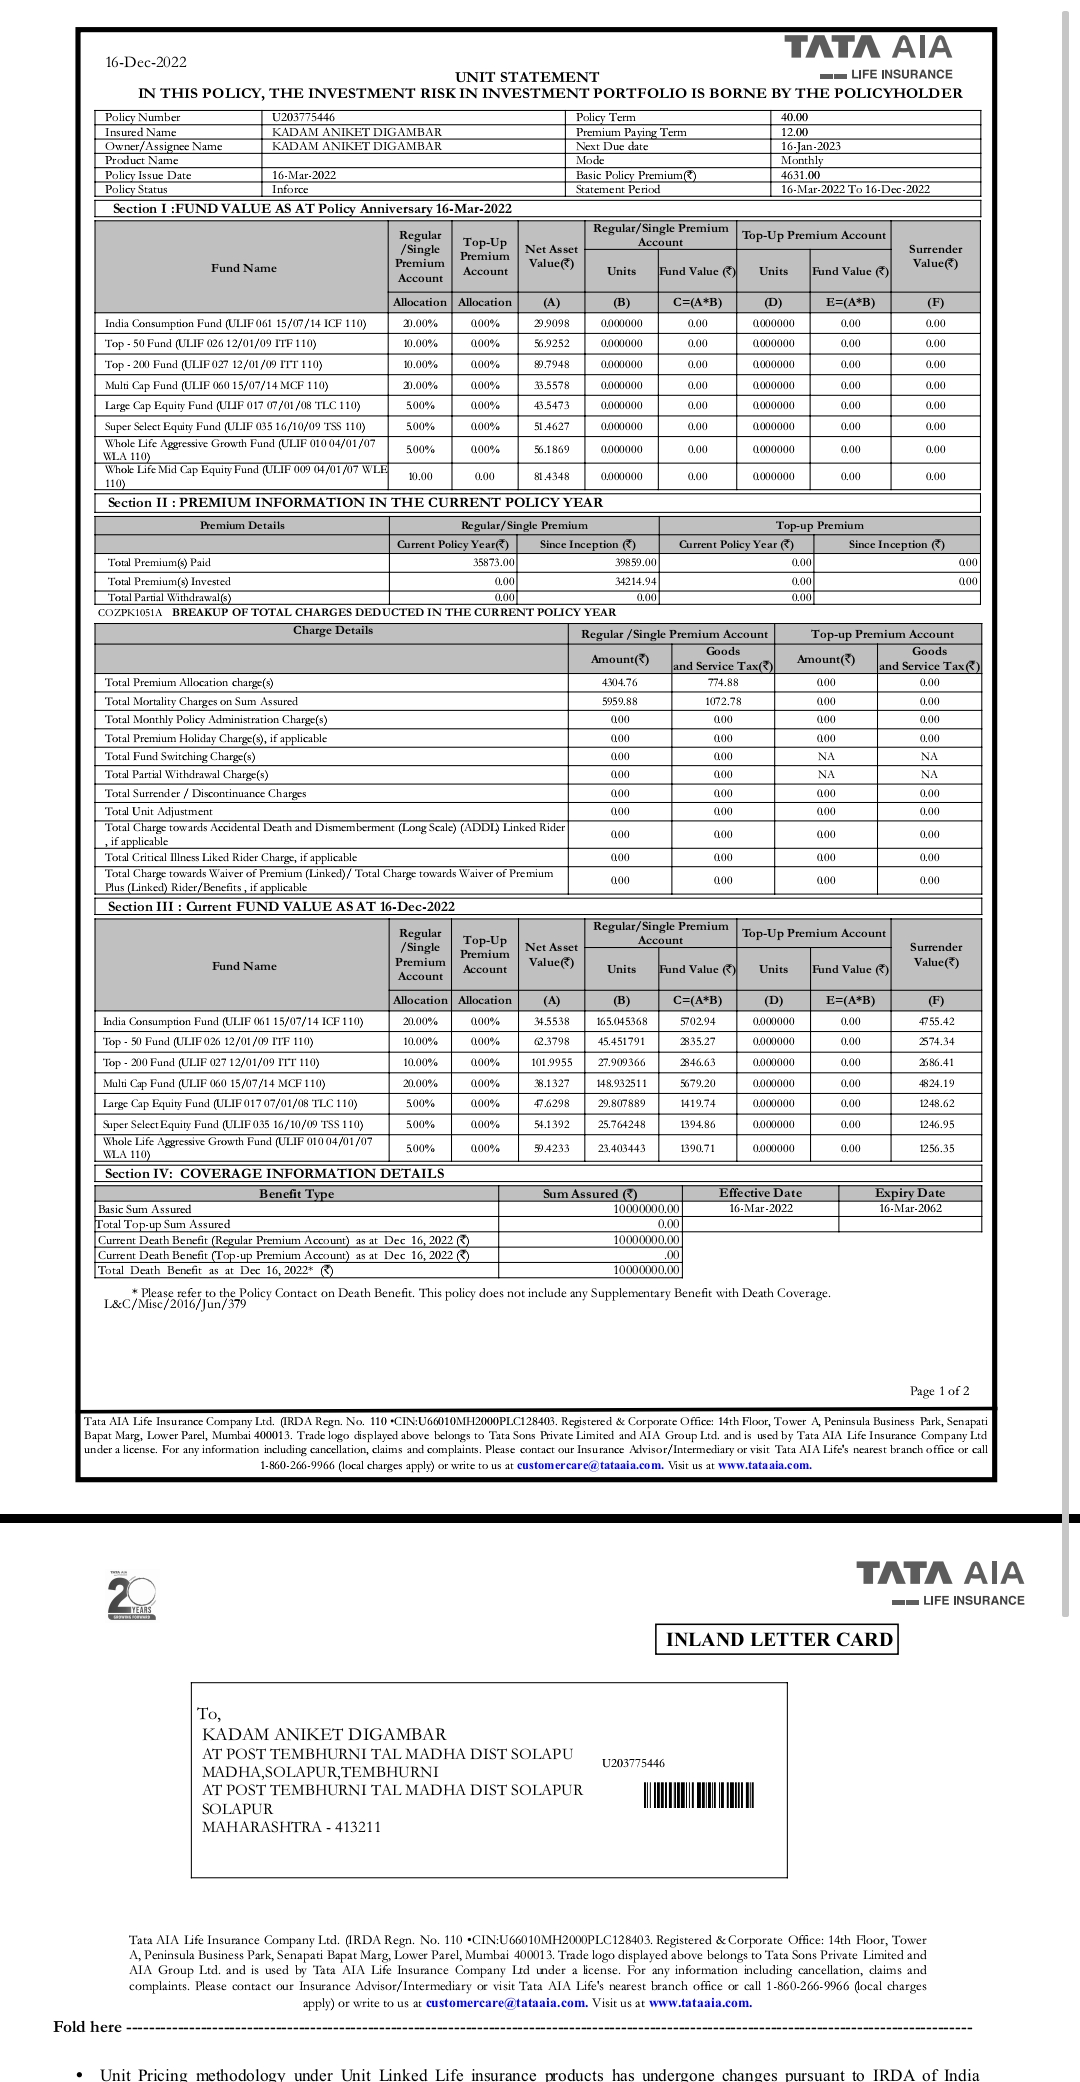 16-Dec-2022
TATA AIA
LIFE INSURANCE
UNIT STATEMENT
IN THIS POLICY, THE INVESTMENT RISK IN INVESTMENT PORTFOLIO IS BORNE BY THE POLICYHOLDER
Policy Number U203775446 Policy Term 40.00
Insured Name KADAM ANIKET DIGAMBAR Premium Paying Term 12.00
Owner/Assignee Name KADAM ANIKET DIGAMBAR Next Due date 16-Jan-2023
Product Name Mode Monthly
Policy Issue Date 16-Mar-2022 Basic Policy Premium(₹) 4631.00
Policy Status Inforce Statement Period 16-Mar-2022 To 16-Dec-2022
Section I :FUND VALUE AS AT Policy Anniversary 16-Mar-2022
Fund Name Regular /Single Premium Account Top-Up Premium Account Net Asset Value(₹) Regular/Single Premium Account Top-Up Premium Account Surrender Value(₹)
Units Fund Value (₹) Units Fund Value (₹)
Allocation Allocation (A) (B) C=(A*B) (D) E=(A*B) (F)
India Consumption Fund (ULIF 061 15/07/14 ICF 110) 20.00% 0.00% 29.9098 0.000000 0.00 0.000000 0.00 0.00
Top - 50 Fund (ULIF 026 12/01/09 ITF 110) 10.00% 0.00% 56.9252 0.000000 0.00 0.000000 0.00 0.00
Top - 200 Fund (ULIF 027 12/01/09 ITT 110) 10.00% 0.00% 89.7948 0.000000 0.00 0.000000 0.00 0.00
Multi Cap Fund (ULIF 060 15/07/14 MCF 110) 20.00% 0.00% 33.5578 0.000000 0.00 0.000000 0.00 0.00
Large Cap Equity Fund (ULIF 017 07/01/08 TLC 110) 5.00% 0.00% 43.5473 0.000000 0.00 0.000000 0.00 0.00
Super Select Equity Fund (ULIF 035 16/10/09 TSS 110) 5.00% 0.00% 51.4627 0.000000 0.00 0.000000 0.00 0.00
Whole Life Aggressive Growth Fund (ULIF 010 04/01/07 WLA 110) 5.00% 0.00% 56.1869 0.000000 0.00 0.000000 0.00 0.00
Whole Life Mid Cap Equity Fund (ULIF 009 04/01/07 WLE 110) 10.00 0.00 81.4348 0.000000 0.00 0.000000 0.00 0.00
Section II : PREMIUM INFORMATION IN THE CURRENT POLICY YEAR
Premium Details Regular/Single Premium Top-up Premium
Current Policy Year(₹) Since Inception (₹) Current Policy Year (₹) Since Inception (₹)
Total Premium(s) Paid 35873.00 39859.00 0.00 0.00
Total Premium(s) Invested 0.00 34214.94 0.00 0.00
Total Partial Withdrawal(s) 0.00 0.00 0.00
COZPK1051A BREAKUP OF TOTAL CHARGES DEDUCTED IN THE CURRENT POLICY YEAR
Charge Details Regular /Single Premium Account Top-up Premium Account
Amount(₹) Goods and Service Tax(₹) Amount(₹) Goods and Service Tax(₹)
Total Premium Allocation charge(s) 4304.76 774.88 0.00 0.00
Total Mortality Charges on Sum Assured 5959.88 1072.78 0.00 0.00
Total Monthly Policy Administration Charge(s) 0.00 0.00 0.00 0.00
Total Premium Holiday Charge(s), if applicable 0.00 0.00 0.00 0.00
Total Fund Switching Charge(s) 0.00 0.00 NA NA
Total Partial Withdrawal Charge(s) 0.00 0.00 NA NA
Total Surrender / Discontinuance Charges 0.00 0.00 0.00 0.00
Total Unit Adjustment 0.00 0.00 0.00 0.00
Total Charge towards Accidental Death and Dismemberment (Long Scale) (ADDL) Linked Rider , if applicable 0.00 0.00 0.00 0.00
Total Critical Illness Liked Rider Charge, if applicable 0.00 0.00 0.00 0.00
Total Charge towards Waiver of Premium (Linked)/ Total Charge towards Waiver of Premium Plus (Linked) Rider/Benefits , if applicable 0.00 0.00 0.00 0.00
Section III : Current FUND VALUE AS AT 16-Dec-2022
Fund Name Regular /Single Premium Account Top-Up Premium Account Net Asset Value(₹) Regular/Single Premium Account Top-Up Premium Account Surrender Value(₹)
Units Fund Value (₹) Units Fund Value (₹)
Allocation Allocation (A) (B) C=(A*B) (D) E=(A*B) (F)
India Consumption Fund (ULIF 061 15/07/14 ICF 110) 20.00% 0.00% 34.5538 165.045368 5702.94 0.000000 0.00 4755.42
Top - 50 Fund (ULIF 026 12/01/09 ITF 110) 10.00% 0.00% 62.3798 45.451791 2835.27 0.000000 0.00 2574.34
Top - 200 Fund (ULIF 027 12/01/09 ITT 110) 10.00% 0.00% 101.9955 27.909366 2846.63 0.000000 0.00 2686.41
Multi Cap Fund (ULIF 060 15/07/14 MCF 110) 20.00% 0.00% 38.1327 148.932511 5679.20 0.000000 0.00 4824.19
Large Cap Equity Fund (ULIF 017 07/01/08 TLC 110) 5.00% 0.00% 47.6298 29.807889 1419.74 0.000000 0.00 1248.62
Super Select Equity Fund (ULIF 035 16/10/09 TSS 110) 5.00% 0.00% 54.1392 25.764248 1394.86 0.000000 0.00 1246.95
Whole Life Aggressive Growth Fund (ULIF 010 04/01/07 WLA 110) 5.00% 0.00% 59.4233 23.403443 1390.71 0.000000 0.00 1256.35
Section IV: COVERAGE INFORMATION DETAILS
Benefit Type Sum Assured (₹) Effective Date Expiry Date
Basic Sum Assured 10000000.00 16-Mar-2022 16-Mar-2062
Total Top-up Sum Assured 0.00
Current Death Benefit (Regular Premium Account) as at Dec 16, 2022 (₹) 10000000.00
Current Death Benefit (Top-up Premium Account) as at Dec 16, 2022 (₹) .00
Total Death Benefit as at Dec 16, 2022* (₹) 10000000.00
* Please refer to the Policy Contact on Death Benefit. This policy does not include any Supplementary Benefit with Death Coverage.
L&C/Misc/2016/Jun/379
Page 1 of 2
Tata AIA Life Insurance Company Ltd. (IRDA Regn. No. 110 •CIN:U66010MH2000PLC128403. Registered & Corporate Office: 14th Floor, Tower A, Peninsula Business Park, Senapati
Bapat Marg, Lower Parel, Mumbai 400013. Trade logo displayed above belongs to Tata Sons Private Limited and AIA Group Ltd. and is used by Tata AIA Life Insurance Company Ltd
under a license. For any information including cancellation, claims and complaints. Please contact our Insurance Advisor/Intermediary or visit Tata AIA Life's nearest branch office or call
1-860-266-9966 (local charges apply) or write to us at customercare@tataaia.com. Visit us at www.tataaia.com.
TATA AIA
20 YEARS
GROWING FORWARD
TATA AIA
LIFE INSURANCE
INLAND LETTER CARD
To,
KADAM ANIKET DIGAMBAR
AT POST TEMBHURNI TAL MADHA DIST SOLAPU
MADHA,SOLAPUR,TEMBHURNI
AT POST TEMBHURNI TAL MADHA DIST SOLAPUR
SOLAPUR
MAHARASHTRA - 413211
U203775446
Tata AIA Life Insurance Company Ltd. (IRDA Regn. No. 110 •CIN:U66010MH2000PLC128403. Registered & Corporate Office: 14th Floor, Tower
A, Peninsula Business Park, Senapati Bapat Marg, Lower Parel, Mumbai 400013. Trade logo displayed above belongs to Tata Sons Private Limited and
AIA Group Ltd. and is used by Tata AIA Life Insurance Company Ltd under a license. For any information including cancellation, claims and
complaints. Please contact our Insurance Advisor/Intermediary or visit Tata AIA Life's nearest branch office or call 1-860-266-9966 (local charges
apply) or write to us at customercare@tataaia.com. Visit us at www.tataaia.com.
Fold here ----------------------------------------------------------------
• Unit Pricing methodology under Unit Linked Life insurance products has undergone changes pursuant to IRDA of India